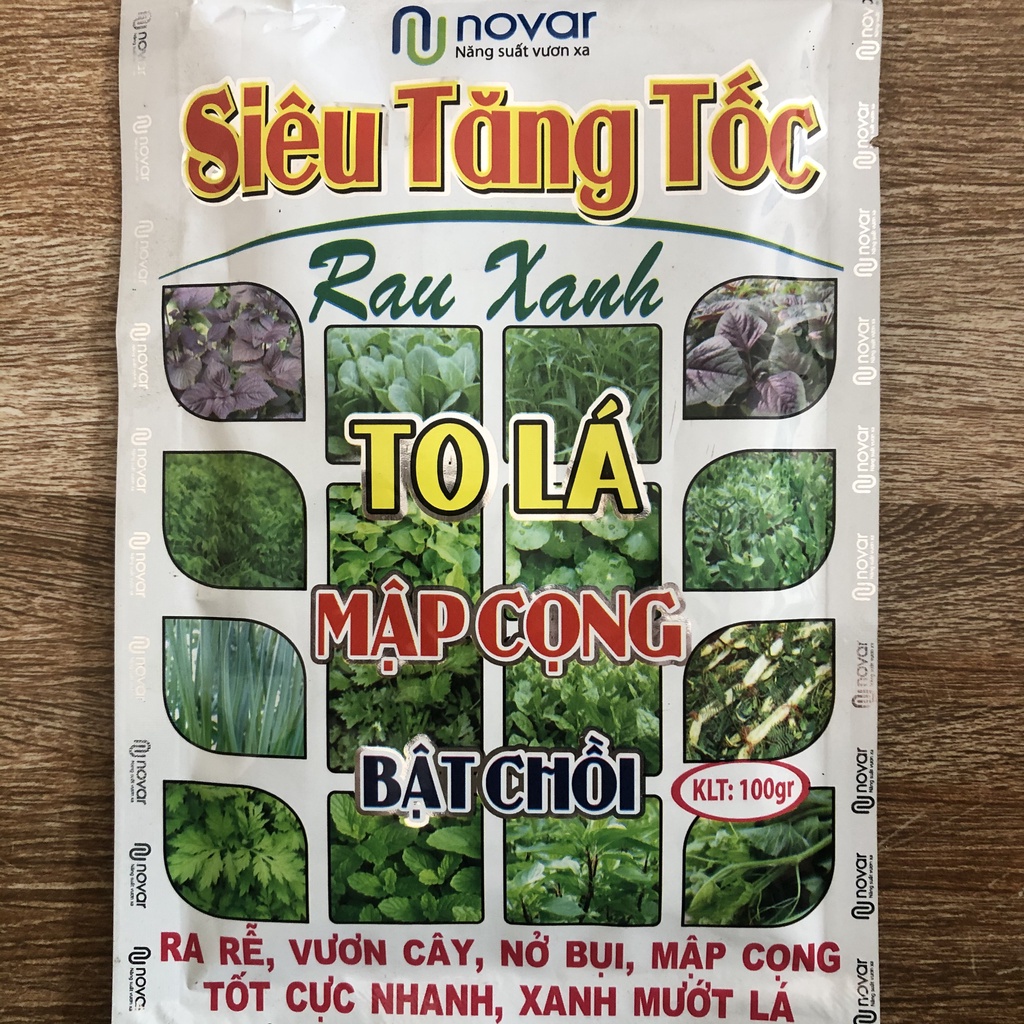 novar
Năng suất vươn xa
Siêu Tăng Tốc
Rau Xanh
TO LÁ
MẬP CỌNG
BẬT CHỒI
KLT: 100gr
RA RỄ, VƯƠN CÂY, NỞ BỤI, MẬP CỌNG
TỐT CỰC NHANH, XANH MƯỚT LÁ